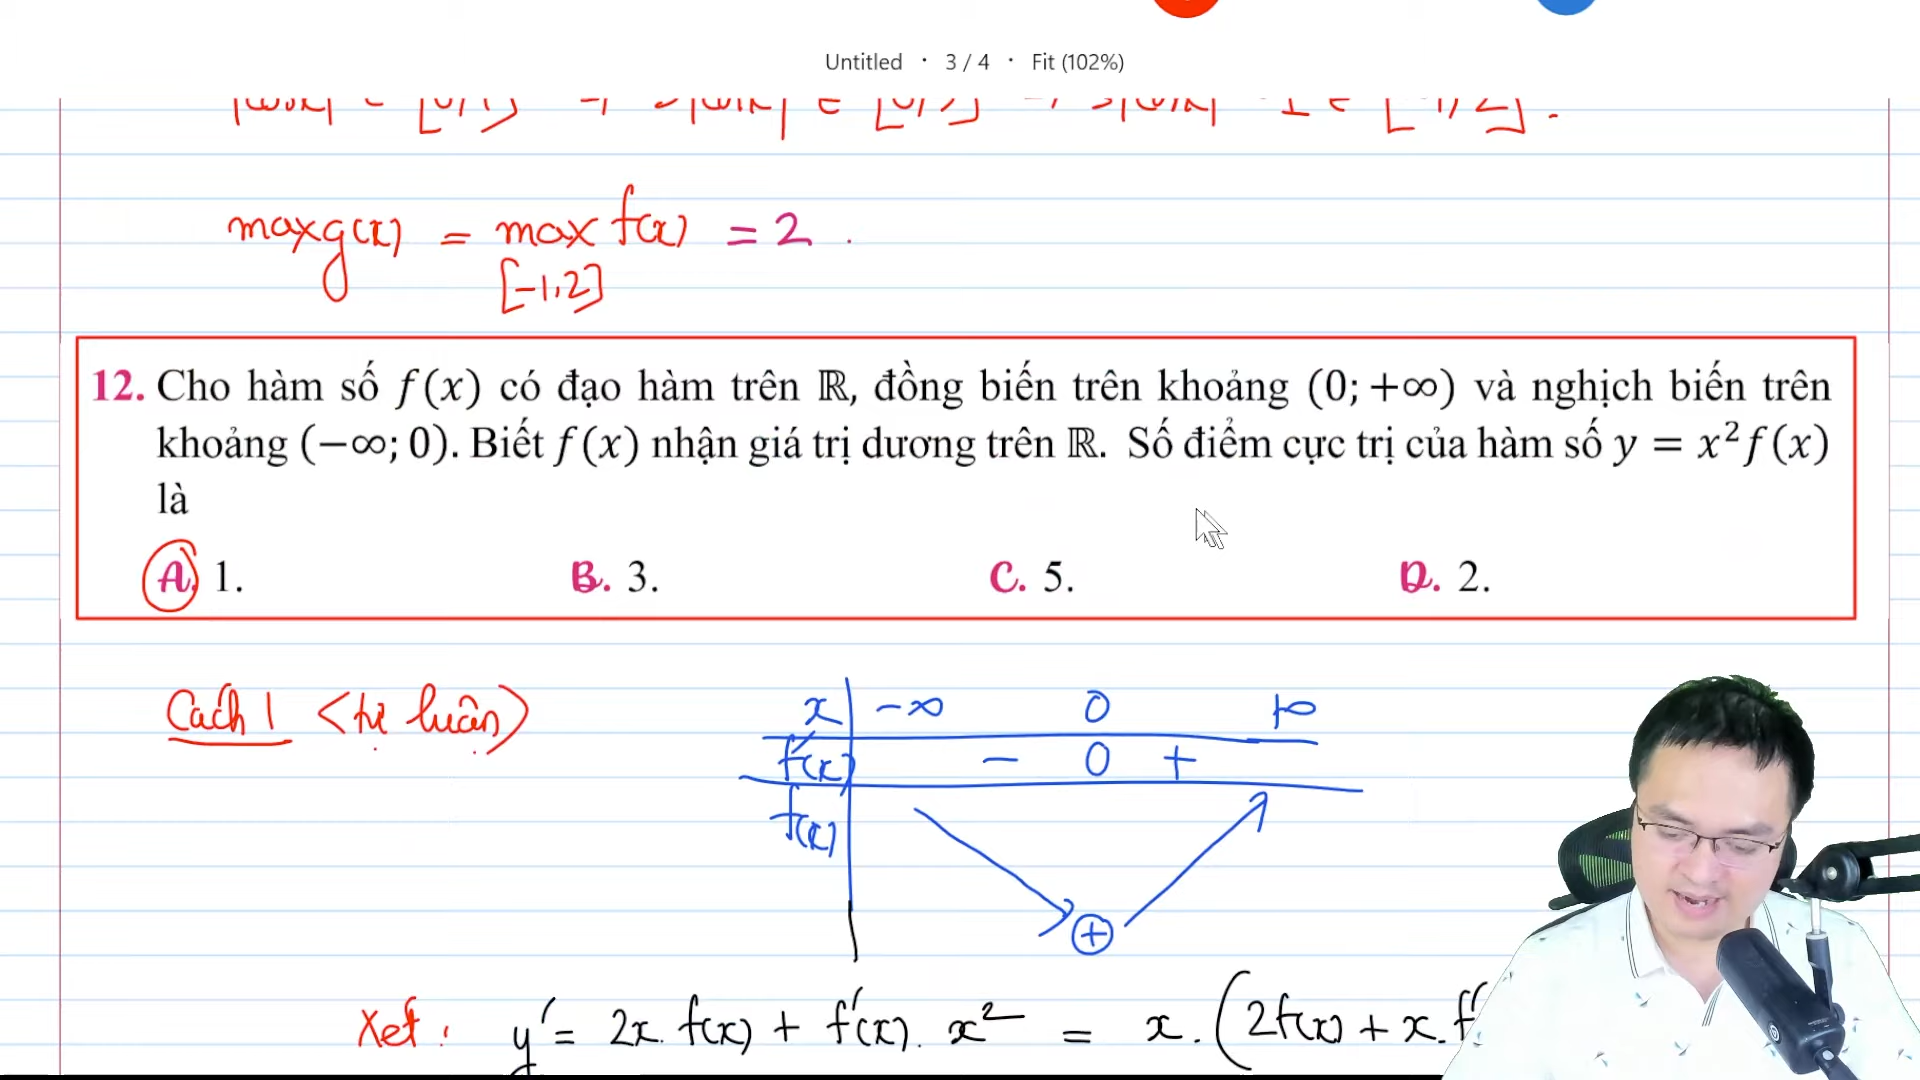 Untitled · 3 / 4 · Fit (102%)
max g(x) = max f(x) = 2 .
[-1,2]
12. Cho hàm số f(x) có đạo hàm trên ℝ, đồng biến trên khoảng (0; +∞) và nghịch biến trên
khoảng (−∞; 0). Biết f(x) nhận giá trị dương trên ℝ. Số điểm cực trị của hàm số y = x²f(x)
là
A. 1. B. 3. C. 5. D. 2.
Cách 1 <tự luận)
x -∞ 0 +∞
f'(x) - 0 +
f(x)
+
Xét: y' = 2x. f(x) + f'(x). x² = x. (2f(x) + x.f'